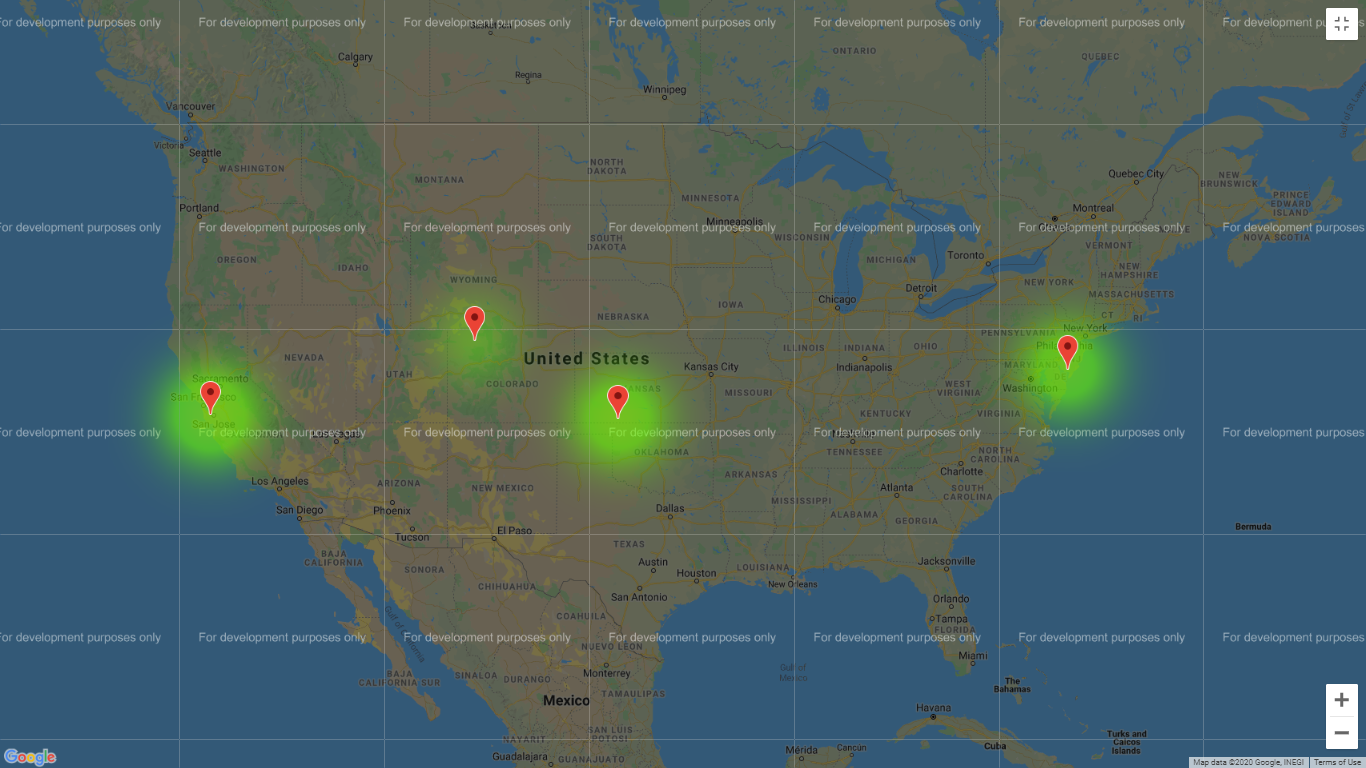 For development purposes only For development purposes only For development purposes only For development purposes only For development purposes only For development purposes only For development pu
Calgary
Regina
Winnipeg
ONTARIO
QUEBEC
Vancouver
Victoria
Seattle
WASHINGTON
MONTANA
NORTH
DAKOTA
MINNESOTA
Quebec City
NEW
BRUNSWICK
PRINCE
EDWARD
ISLAND
Portland
Minneapolis
Montreal
For development purposes only For development purposes only For development purposes only For development purposes only For development purposes only For development purposes only For development purposes
OREGON
IDAHO
WYOMING
SOUTH
DAKOTA
WISCONSIN
MICHIGAN
Toronto
VERMONT
NOVA SCOTIA
NEW
HAMPSHIRE
NEW YORK
MASSACHUSETTS
Detroit
Chicago
IOWA
NEBRASKA
CT
RI
New York
PENNSYLVANIA
NEVADA
UTAH
United States
COLORADO
KANSAS
Kansas City
MISSOURI
ILLINOIS
INDIANA
Indianapolis
OHIO
MARYLAND
DE
Washington
WEST
VIRGINIA
VIRGINIA
KENTUCKY
Sacramento
San Francisco
San Jose
For development purposes only For development purposes only For development purposes only For development purposes only For development purposes only For development purposes only For development purposes
OKLAHOMA
TENNESSEE
NORTH
CAROLINA
Charlotte
Los Angeles
ARIZONA
NEW MEXICO
ARKANSAS
Atlanta
SOUTH
CAROLINA
San Diego
Phoenix
Tucson
El Paso
Dallas
MISSISSIPPI
ALABAMA
GEORGIA
Bermuda
BAJA
CALIFORNIA
SONORA
CHIHUAHUA
TEXAS
Austin
Houston
San Antonio
LOUISIANA
New Orleans
Jacksonville
COAHUILA
Orlando
Tampa
FLORIDA
For development purposes only For development purposes only For development purposes only For development purposes only For development purposes only For development purposes only For development purposes
Gulf of California
NUEVO LEON
Miami
BAJA
CALIFORNIA SUR
SINALOA
DURANGO
Monterrey
TAMAULIPAS
Gulf of
Mexico
The
Bahamas
Mexico
Havana
SAN LUIS
POTOSI
NAYARIT
Guadalajara
GUANAJUATO
Mérida
Cancún
Cuba
Turks and
Caicos
Islands
Google
Map data ©2020 Google, INEGI
Terms of Use